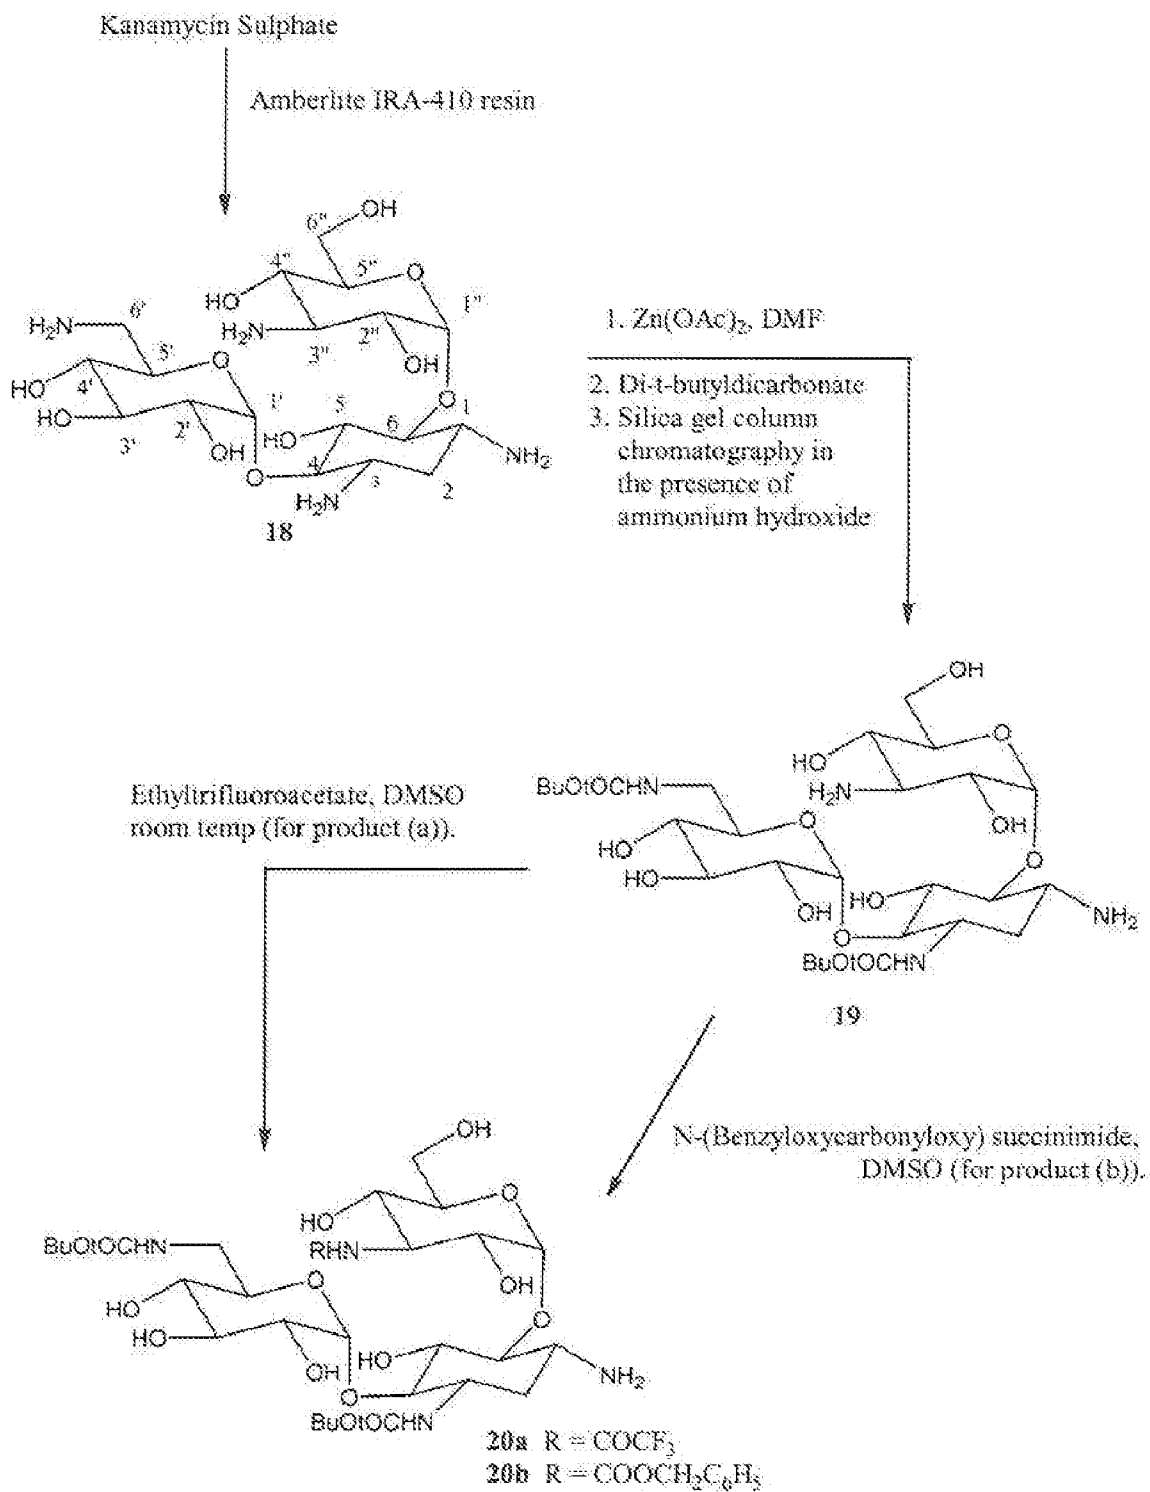 Kanamycin Sulphate
Amberlite IRA-410 resin
OH
6"
4"
5"
O
HO
1"
H₂N
6'
H₂N
2"
3"
OH
5'
O
HO
4'
HO
O
1'
5
6
1
3'
2'
OH
HO
NH₂
O
4
3
2
H₂N
18
1. Zn(OAc)₂, DMF
2. Di-t-butyldicarbonate
3. Silica gel column
chromatography in
the presence of
ammonium hydroxide
OH
O
HO
H₂N
BuOtOCHN
O
OH
HO
HO
O
OH
HO
NH₂
O
BuOtOCHN
19
Ethyltrifluoroacetate, DMSO
room temp (for product (a)).
N-(Benzyloxycarbonyloxy) succinimide,
DMSO (for product (b)).
OH
O
HO
RHN
BuOtOCHN
O
OH
HO
HO
O
OH
HO
NH₂
O
BuOtOCHN
20a R = COCF₃
20b R = COOCH₂C₆H₅